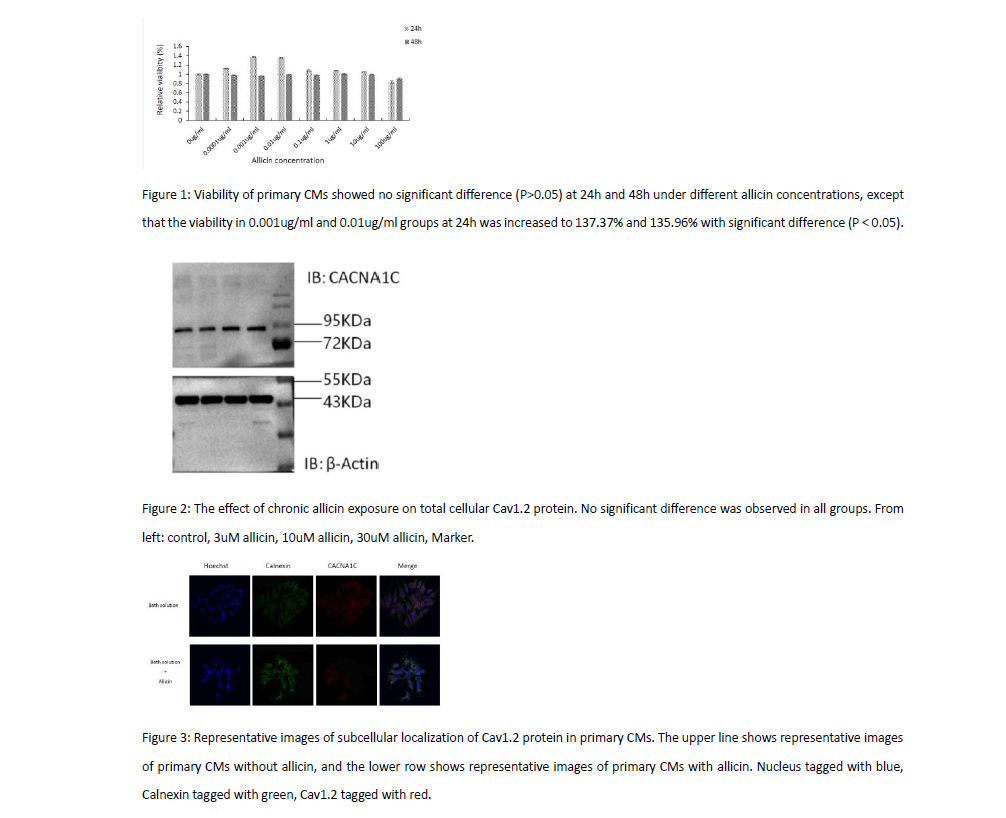 24h
48h
Relative vialibity (%)
1.6
1.4
1.2
1
0.8
0.6
0.4
0.2
0
0ug/ml
0.0001ug/ml
0.001ug/ml
0.01ug/ml
0.1ug/ml
1ug/ml
10ug/ml
100ug/ml
Allicin concentration
Figure 1: Viability of primary CMs showed no significant difference (P>0.05) at 24h and 48h under different allicin concentrations, except
that the viability in 0.001ug/ml and 0.01ug/ml groups at 24h was increased to 137.37% and 135.96% with significant difference (P < 0.05).
IB: CACNA1C
95KDa
72KDa
55KDa
43KDa
IB: β-Actin
Figure 2: The effect of chronic allicin exposure on total cellular Cav1.2 protein. No significant difference was observed in all groups. From
left: control, 3uM allicin, 10uM allicin, 30uM allicin, Marker.
Hoechst Calnexin CACNA1C Merge
Bath solution
Bath solution
+
Allicin
Figure 3: Representative images of subcellular localization of Cav1.2 protein in primary CMs. The upper line shows representative images
of primary CMs without allicin, and the lower row shows representative images of primary CMs with allicin. Nucleus tagged with blue,
Calnexin tagged with green, Cav1.2 tagged with red.